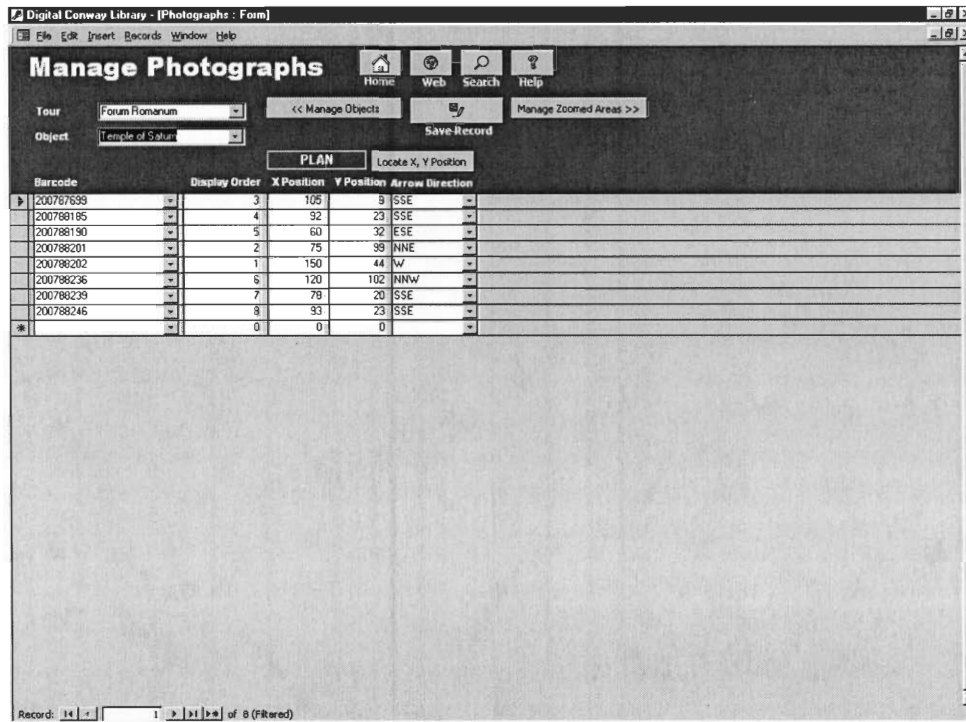 Digital Conway Library - [Photographs : Form]
File Edit Insert Records Window Help
Manage Photographs
Home Web Search Help
Tour Forum Romanum << Manage Objects Manage Zoomed Areas >>
Object Temple of Saturn Save Record
PLAN Locate X, Y Position
Barcode Display Order X Position Y Position Arrow Direction
200787699 3 105 9 SSE
200788185 4 92 23 SSE
200788190 5 60 32 ESE
200788201 2 75 99 NNE
200788202 1 150 44 W
200788236 6 120 102 NNW
200788239 7 79 20 SSE
200788246 8 93 23 SSE
0 0 0
Record: 1 of 8 (Filtered)